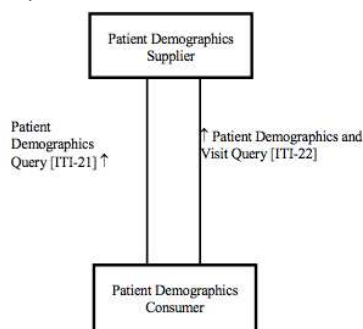 Patient Demographics
Supplier
Patient
Demographics
Query [ITI-21] ↑
↑ Patient Demographics and
Visit Query [ITI-22]
Patient Demographics
Consumer